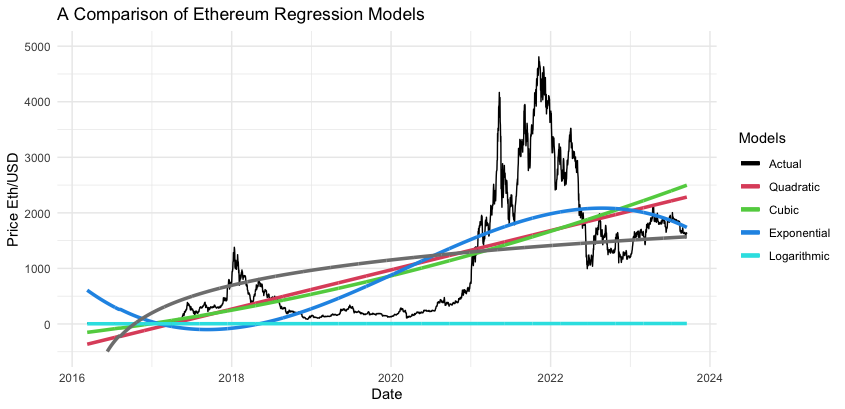 A Comparison of Ethereum Regression Models
5000
4000
3000
2000
1000
0
Price Eth/USD
2016
2018
2020
2022
2024
Date
Models
Actual
Quadratic
Cubic
Exponential
Logarithmic